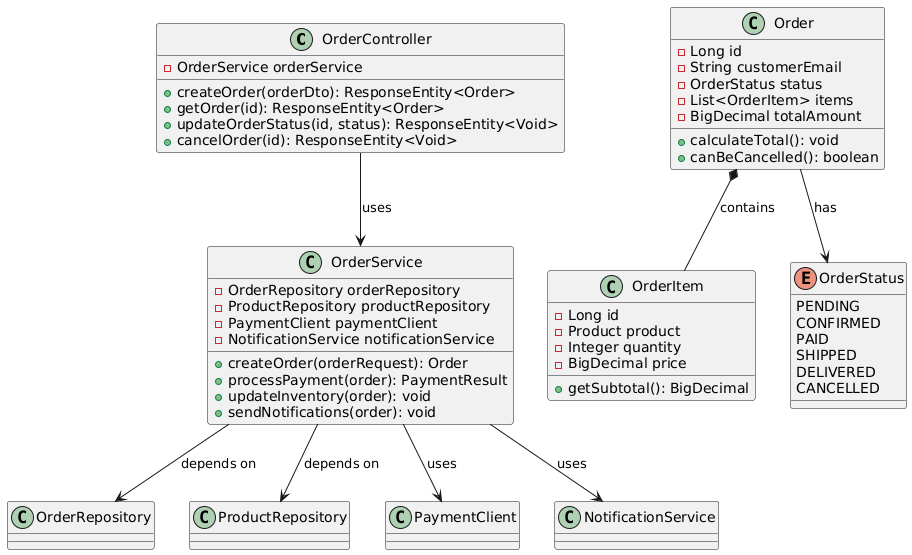 C OrderController
OrderService orderService
createOrder(orderDto): ResponseEntity<Order>
getOrder(id): ResponseEntity<Order>
updateOrderStatus(id, status): ResponseEntity<Void>
cancelOrder(id): ResponseEntity<Void>
C Order
Long id
String customerEmail
OrderStatus status
List<OrderItem> items
BigDecimal totalAmount
calculateTotal(): void
canBeCancelled(): boolean
uses
contains
has
C OrderService
OrderRepository orderRepository
ProductRepository productRepository
PaymentClient paymentClient
NotificationService notificationService
createOrder(orderRequest): Order
processPayment(order): PaymentResult
updateInventory(order): void
sendNotifications(order): void
C OrderItem
Long id
Product product
Integer quantity
BigDecimal price
getSubtotal(): BigDecimal
E OrderStatus
PENDING
CONFIRMED
PAID
SHIPPED
DELIVERED
CANCELLED
depends on
depends on
uses
uses
C OrderRepository
C ProductRepository
C PaymentClient
C NotificationService